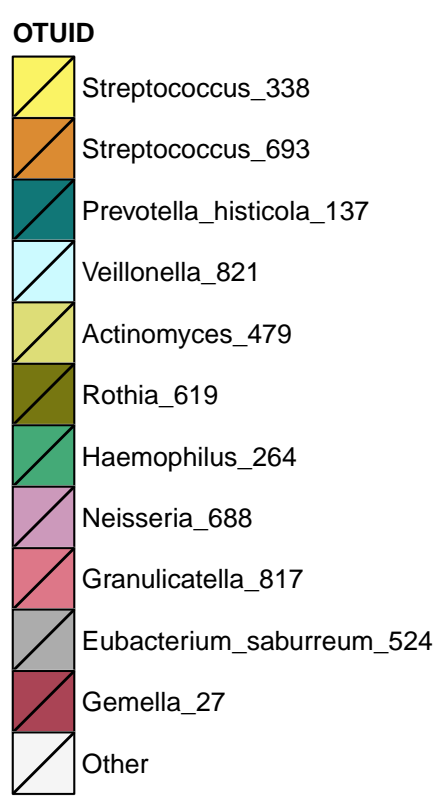 OTUID
Streptococcus_338
Streptococcus_693
Prevotella_histicola_137
Veillonella_821
Actinomyces_479
Rothia_619
Haemophilus_264
Neisseria_688
Granulicatella_817
Eubacterium_saburreum_524
Gemella_27
Other